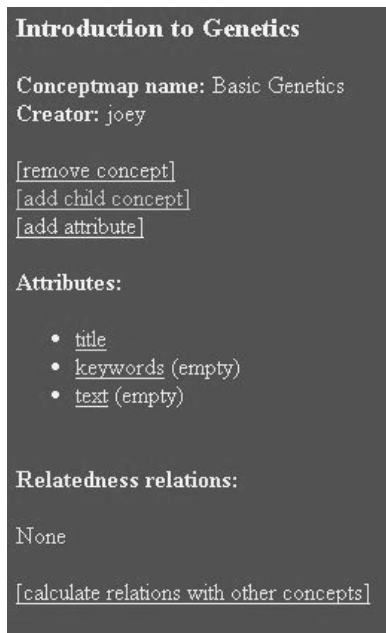 Introduction to Genetics
Conceptmap name: Basic Genetics
Creator: joey
[remove concept]
[add child concept]
[add attribute]
Attributes:
• title
• keywords (empty)
• text (empty)
Relatedness relations:
None
[calculate relations with other concepts]